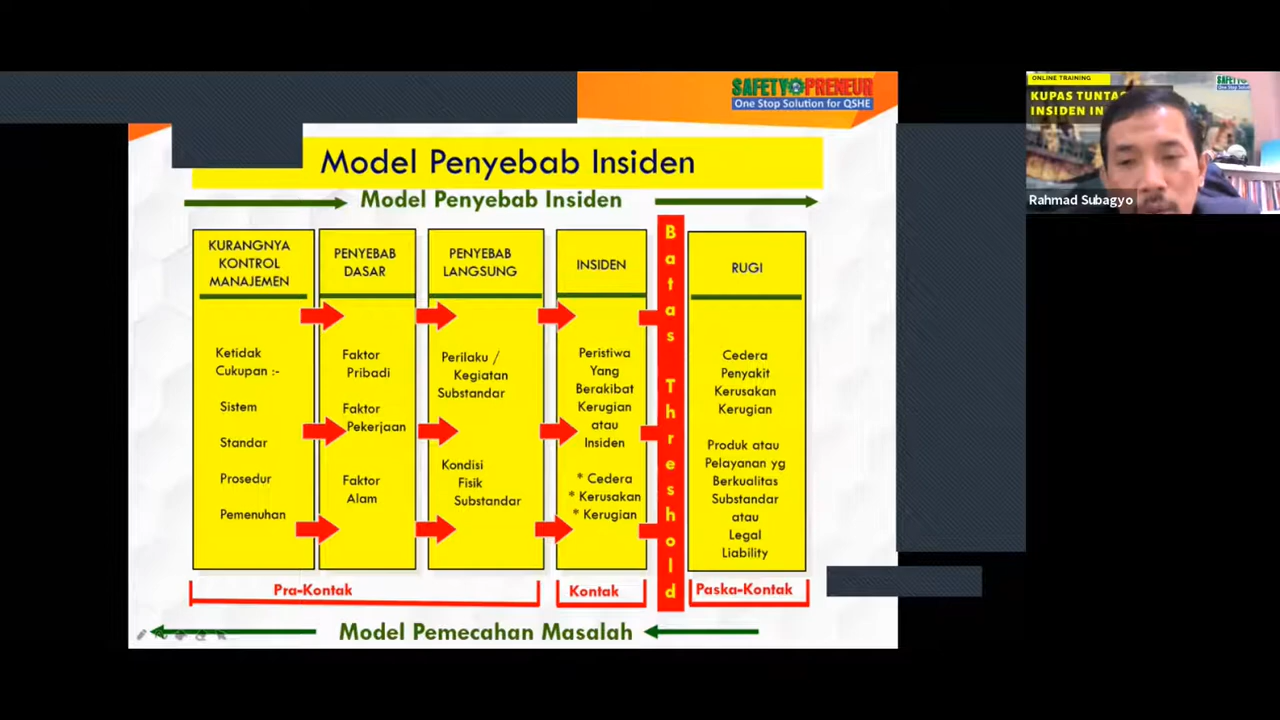 SAFETY PRENEUR
One Stop Solution for QSHE
Model Penyebab Insiden
Model Penyebab Insiden
KURANGNYA
KONTROL
MANAJEMEN
Ketidak
Cukupan :-
Sistem
Standar
Prosedur
Pemenuhan
PENYEBAB
DASAR
Faktor
Pribadi
Faktor
Pekerjaan
Faktor
Alam
PENYEBAB
LANGSUNG
Perilaku /
Kegiatan
Substandar
Kondisi
Fisik
Substandar
INSIDEN
Peristiwa
Yang
Berakibat
Kerugian
atau
Insiden
* Cedera
* Kerusakan
* Kerugian
Batas Threshold
RUGI
Cedera
Penyakit
Kerusakan
Kerugian
Produk atau
Pelayanan yg
Berkualitas
Substandar
atau
Legal
Liability
Pra-Kontak
Kontak
Paska-Kontak
Model Pemecahan Masalah
ONLINE TRAINING
KUPAS TUNTAS
INSIDEN IN
Rahmad Subagyo